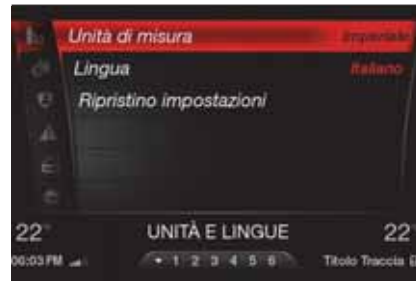 Unità di misura Imperiale
Lingua Italiano
Ripristino impostazioni
22° UNITÀ E LINGUE 22
06:03 PM • 1 2 3 4 5 6 Titolo Traccia